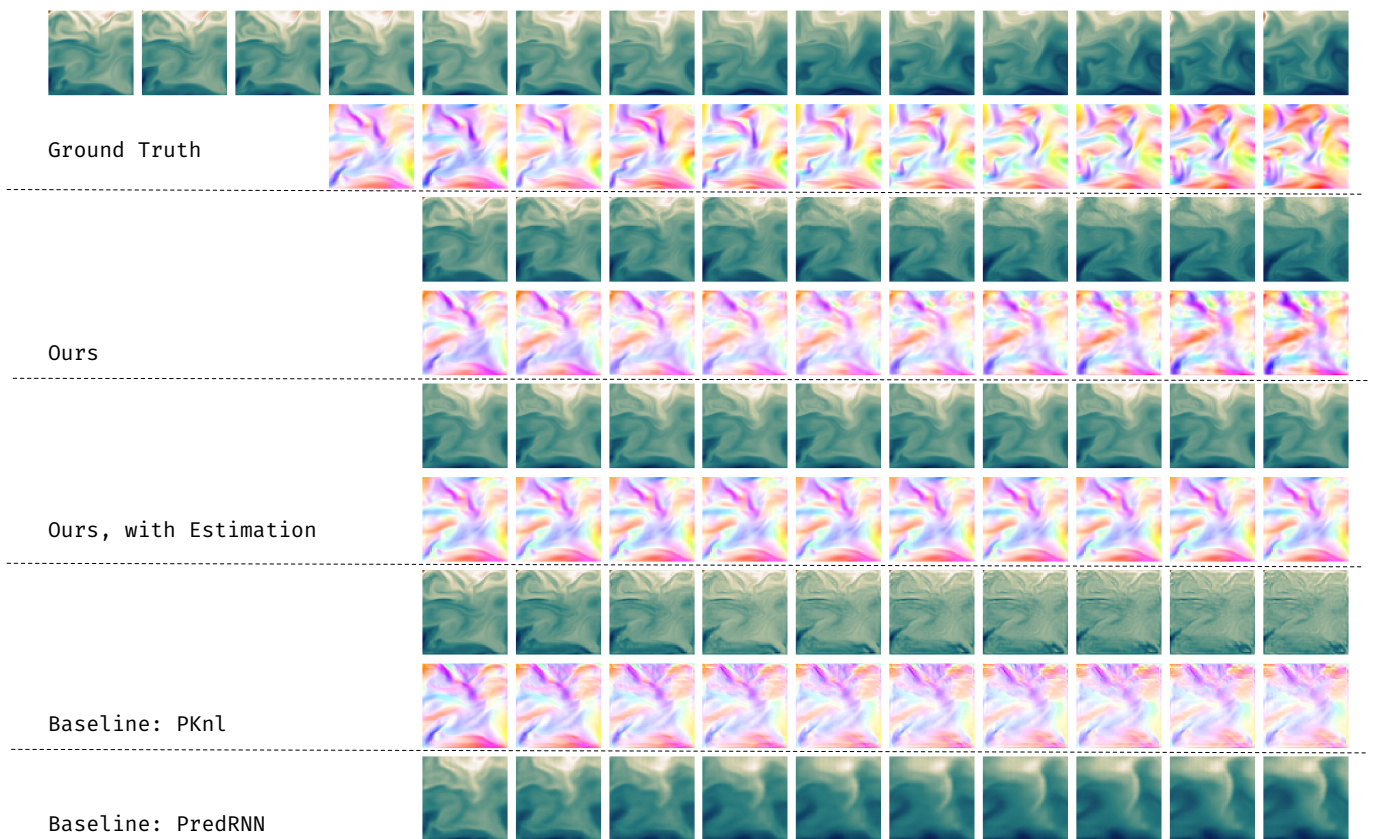 Ground Truth
Ours
Ours, with Estimation
Baseline: PKnl
Baseline: PredRNN